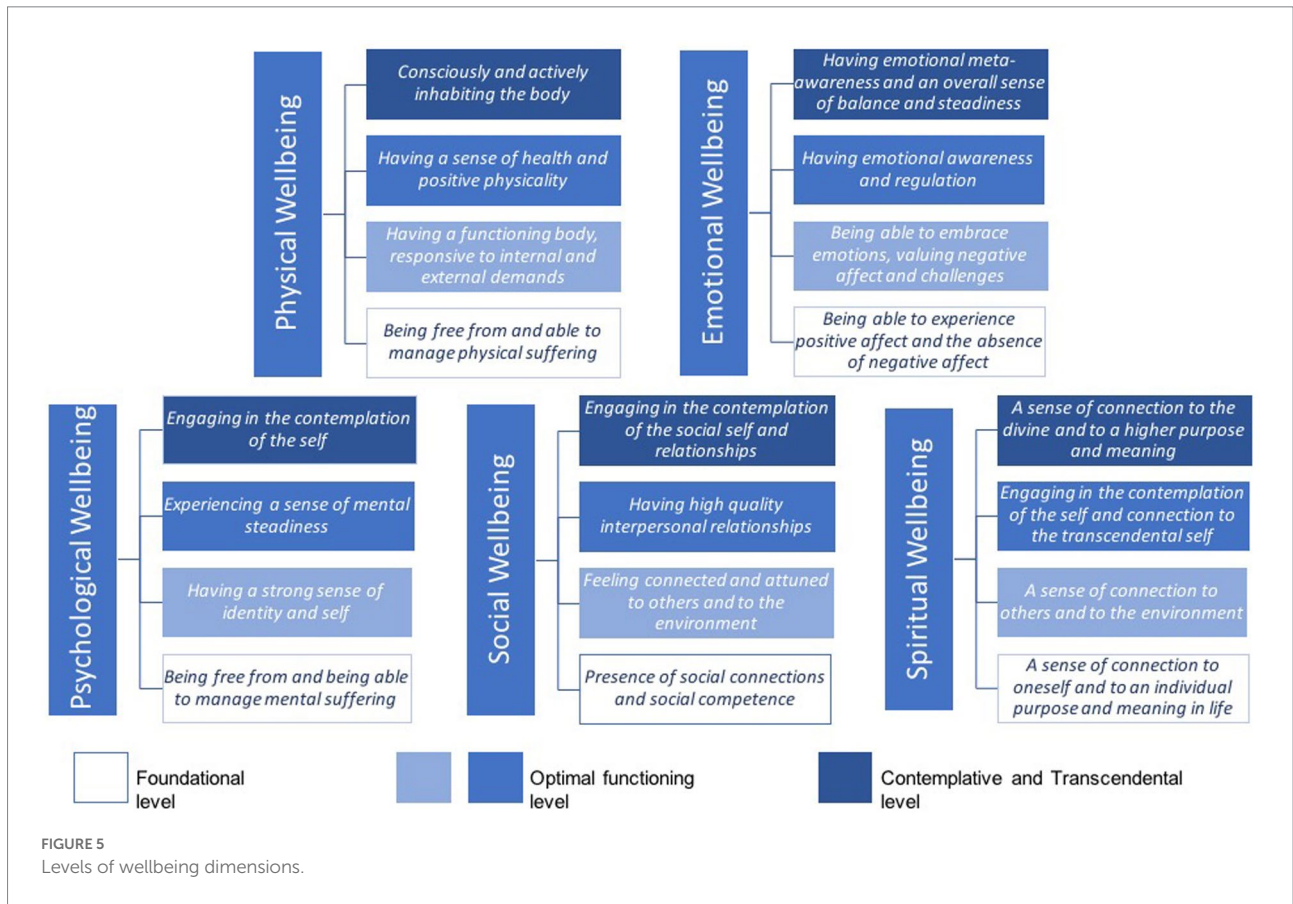 Physical Wellbeing
Consciously and actively
inhabiting the body
Having a sense of health and
positive physicality
Having a functioning body,
responsive to internal and
external demands
Being free from and able to
manage physical suffering
Emotional Wellbeing
Having emotional meta-
awareness and an overall sense
of balance and steadiness
Having emotional awareness
and regulation
Being able to embrace
emotions, valuing negative
affect and challenges
Being able to experience
positive affect and the absence
of negative affect
Psychological Wellbeing
Engaging in the contemplation
of the self
Experiencing a sense of mental
steadiness
Having a strong sense of
identity and self
Being free from and being able
to manage mental suffering
Social Wellbeing
Engaging in the contemplation
of the social self and
relationships
Having high quality
interpersonal relationships
Feeling connected and attuned
to others and to the
environment
Presence of social connections
and social competence
Spiritual Wellbeing
A sense of connection to the
divine and to a higher purpose
and meaning
Engaging in the contemplation
of the self and connection to
the transcendental self
A sense of connection to
others and to the environment
A sense of connection to
oneself and to an individual
purpose and meaning in life
Foundational
level
Optimal functioning
level
Contemplative and Transcendental
level
FIGURE 5
Levels of wellbeing dimensions.